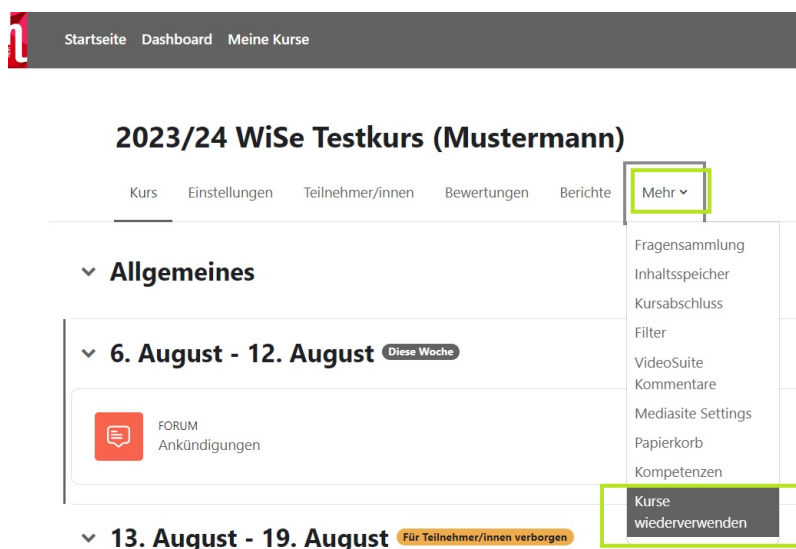 Startseite Dashboard Meine Kurse
2023/24 WiSe Testkurs (Mustermann)
Kurs Einstellungen Teilnehmer/innen Bewertungen Berichte Mehr
Allgemeines
6. August - 12. August Diese Woche
FORUM
Ankündigungen
13. August - 19. August Für Teilnehmer/innen verborgen
Fragensammlung
Inhaltsspeicher
Kursabschluss
Filter
VideoSuite
Kommentare
Mediasite Settings
Papierkorb
Kompetenzen
Kurse
wiederverwenden